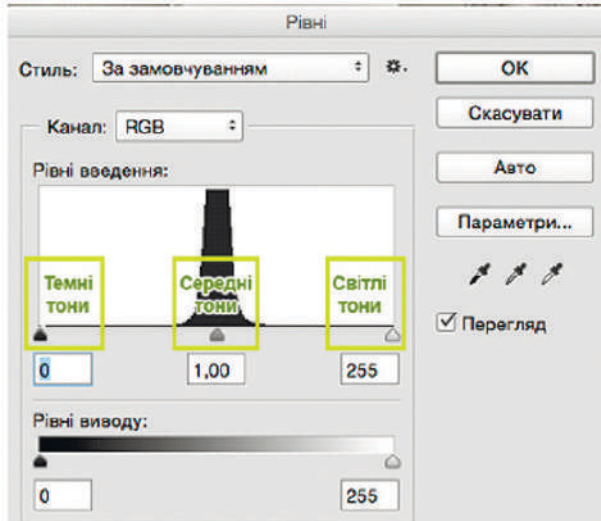 Рівні
Стиль: За замовчуванням
ОК
Канал: RGB
Скасувати
Рівні введення:
Авто
Параметри...
Темні тони
Середні тони
Світлі тони
Перегляд
0 1,00 255
Рівні виводу:
0 255